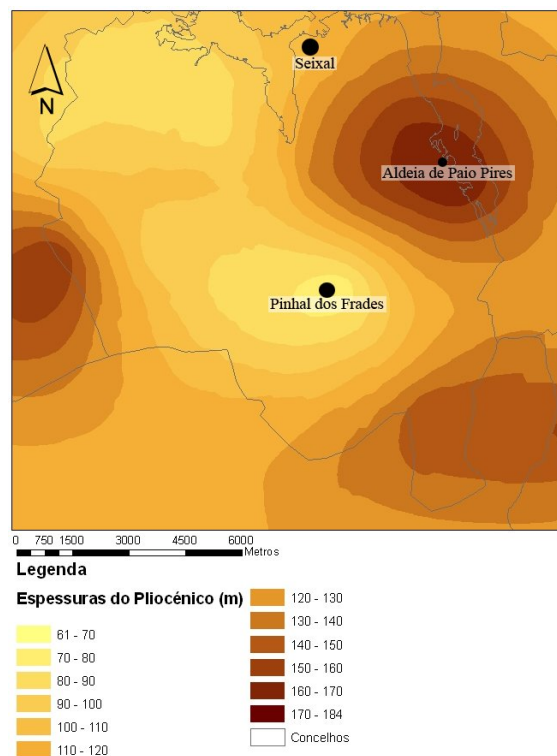 Seixal
N
Aldeia de Paio Pires
Pinhal dos Frades
0 750 1500 3000 4500 6000
Metros
Legenda
Espessuras do Pliocénico (m)
61 - 70
70 - 80
80 - 90
90 - 100
100 - 110
110 - 120
120 - 130
130 - 140
140 - 150
150 - 160
160 - 170
170 - 184
Concelhos